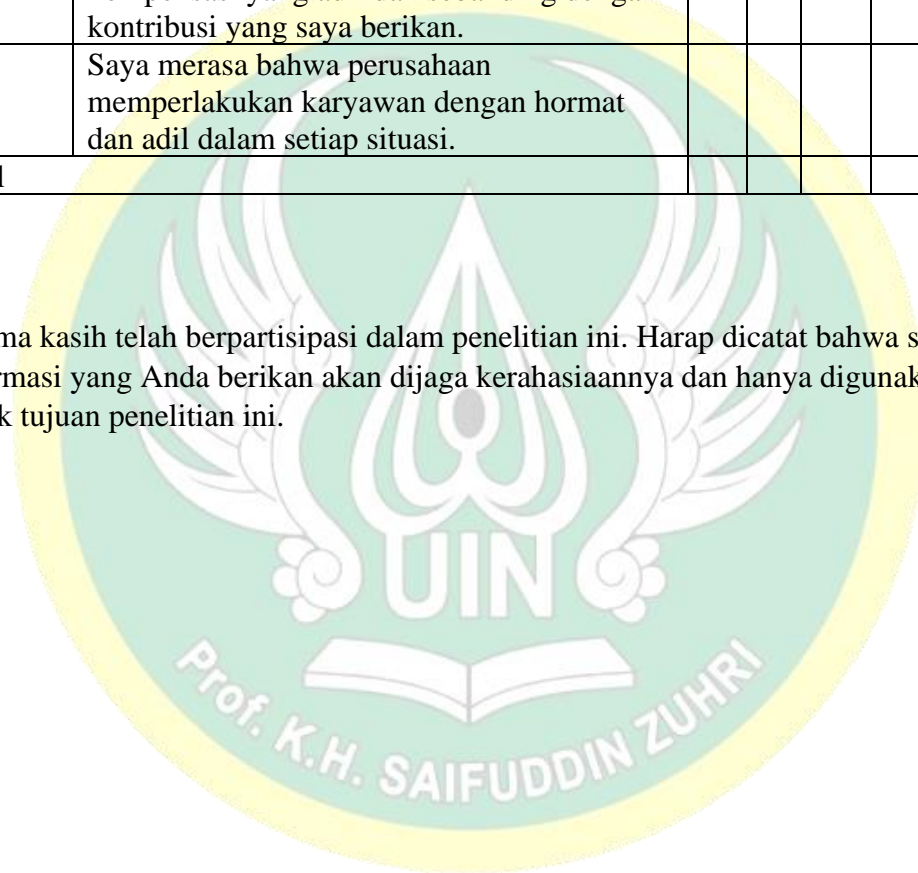 kontribusi yang saya berikan.
Saya merasa bahwa perusahaan
memperlakukan karyawan dengan hormat
dan adil dalam setiap situasi.
l
ma kasih telah berpartisipasi dalam penelitian ini. Harap dicatat bahwa s
rmasi yang Anda berikan akan dijaga kerahasiaannya dan hanya digunak
k tujuan penelitian ini.
UIN
Prof. K.H. SAIFUDDIN ZUHRI